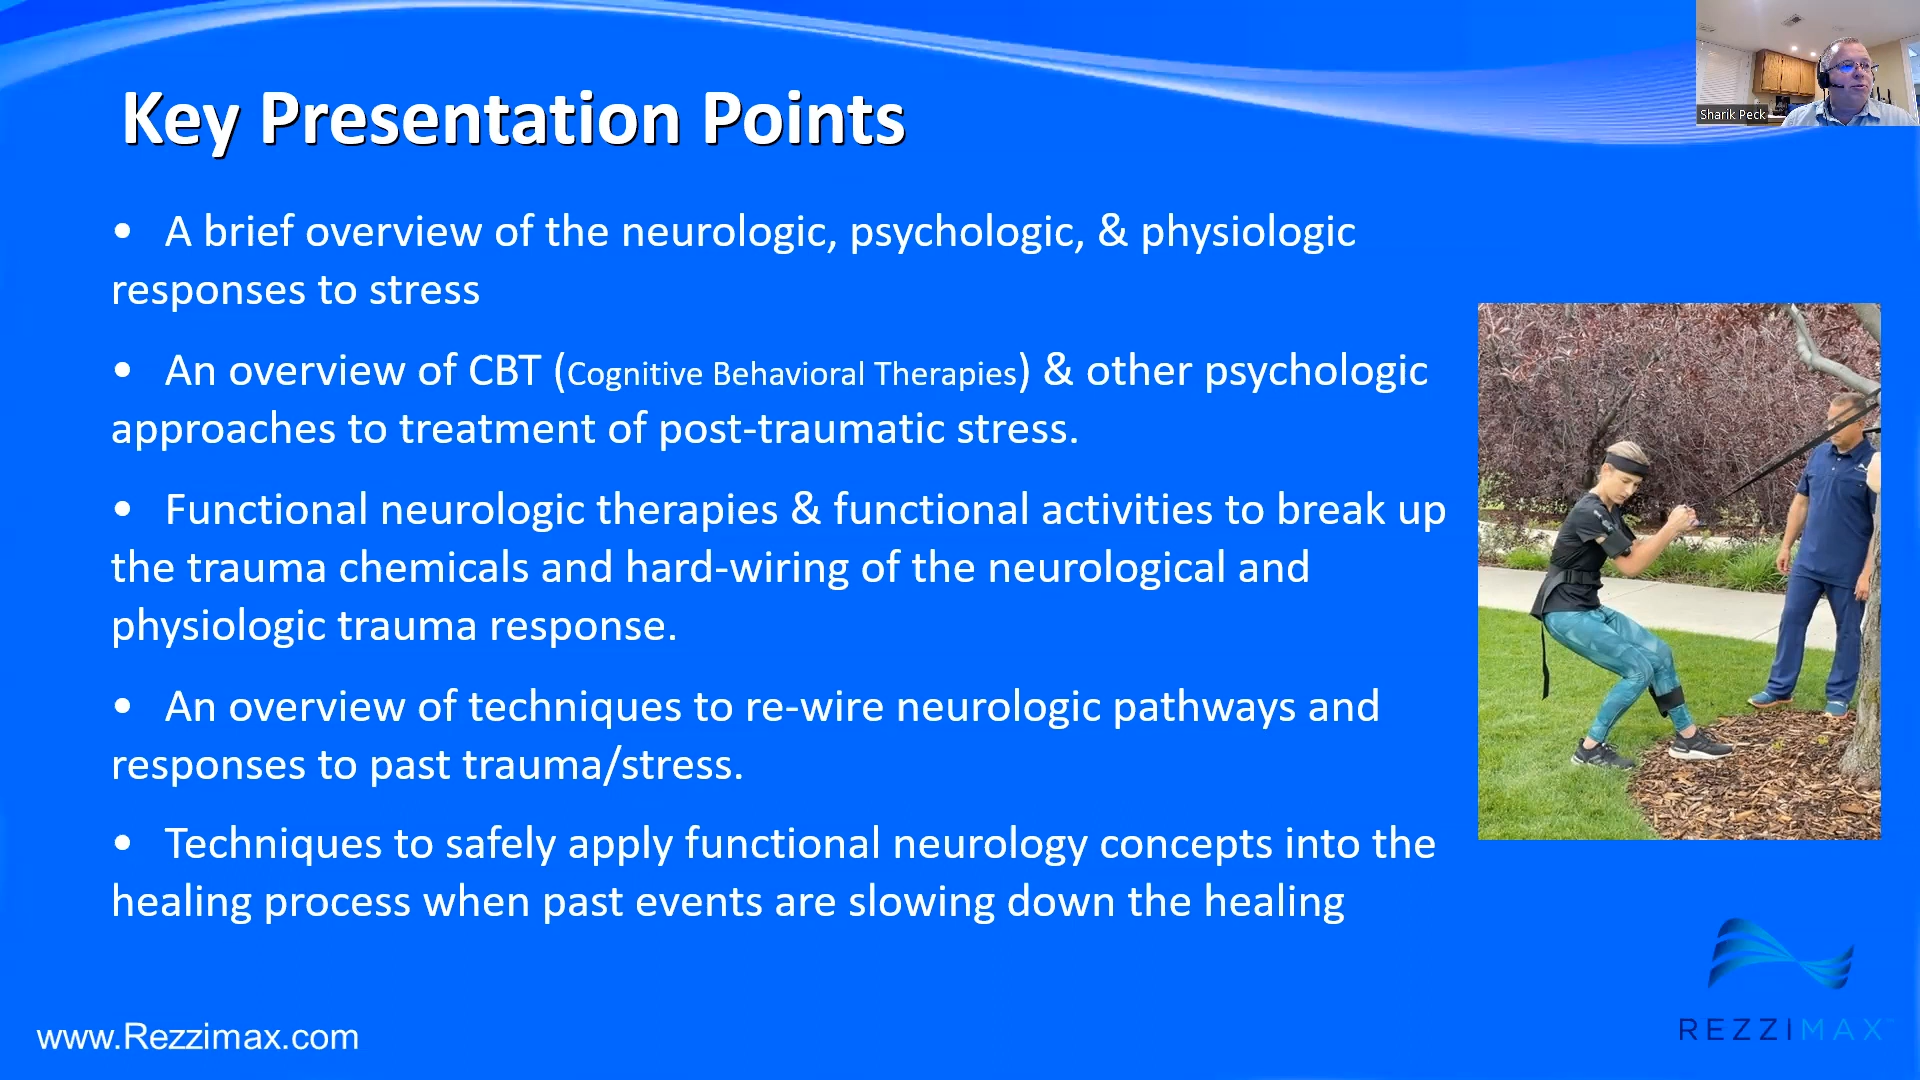 Sharik Peck
Key Presentation Points
• A brief overview of the neurologic, psychologic, & physiologic
responses to stress
• An overview of CBT (Cognitive Behavioral Therapies) & other psychologic
approaches to treatment of post-traumatic stress.
• Functional neurologic therapies & functional activities to break up
the trauma chemicals and hard-wiring of the neurological and
physiologic trauma response.
• An overview of techniques to re-wire neurologic pathways and
responses to past trauma/stress.
• Techniques to safely apply functional neurology concepts into the
healing process when past events are slowing down the healing
www.Rezzimax.com
REZZIMAX